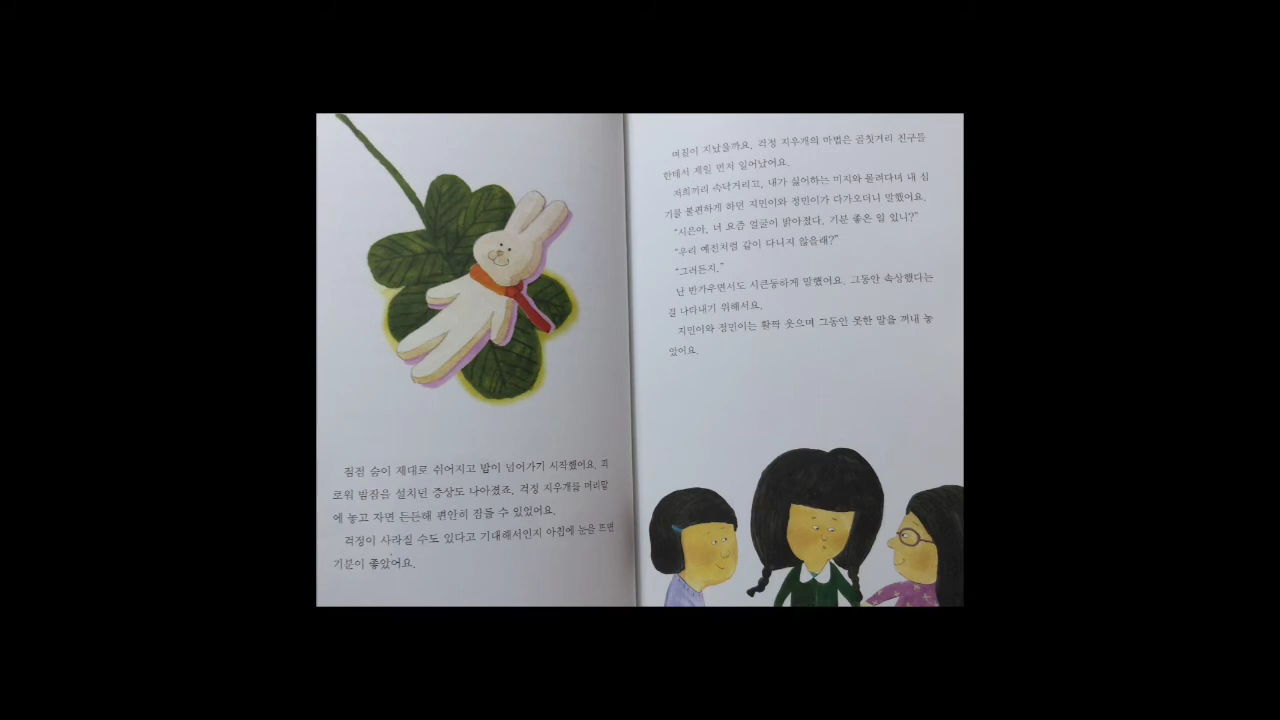 점점 숨이 제대로 쉬어지고 밥이 넘어가기 시작했어요. 괴
로워 밤잠을 설치던 증상도 나아졌죠. 걱정 지우개를 머리맡
에 놓고 자면 든든해 편안히 잠들 수 있었어요.
걱정이 사라질 수도 있다고 기대해서인지 아침에 눈을 뜨면
기분이 좋았어요.
며칠이 지났을까요. 걱정 지우개의 마법은 골칫거리 친구들
한테서 제일 먼저 일어났어요.
저희끼리 속닥거리고, 내가 싫어하는 미지와 몰려다녀 내 심
기를 불편하게 하던 지민이와 정민이가 다가오더니 말했어요.
“시은아, 너 요즘 얼굴이 밝아졌다. 기분 좋은 일 있니?”
“우리 예전처럼 같이 다니지 않을래?”
“그러든지.”
난 반가우면서도 시큰둥하게 말했어요. 그동안 속상했다는
걸 나타내기 위해서요.
지민이와 정민이는 활짝 웃으며 그동안 못한 말을 꺼내 놓
았어요.